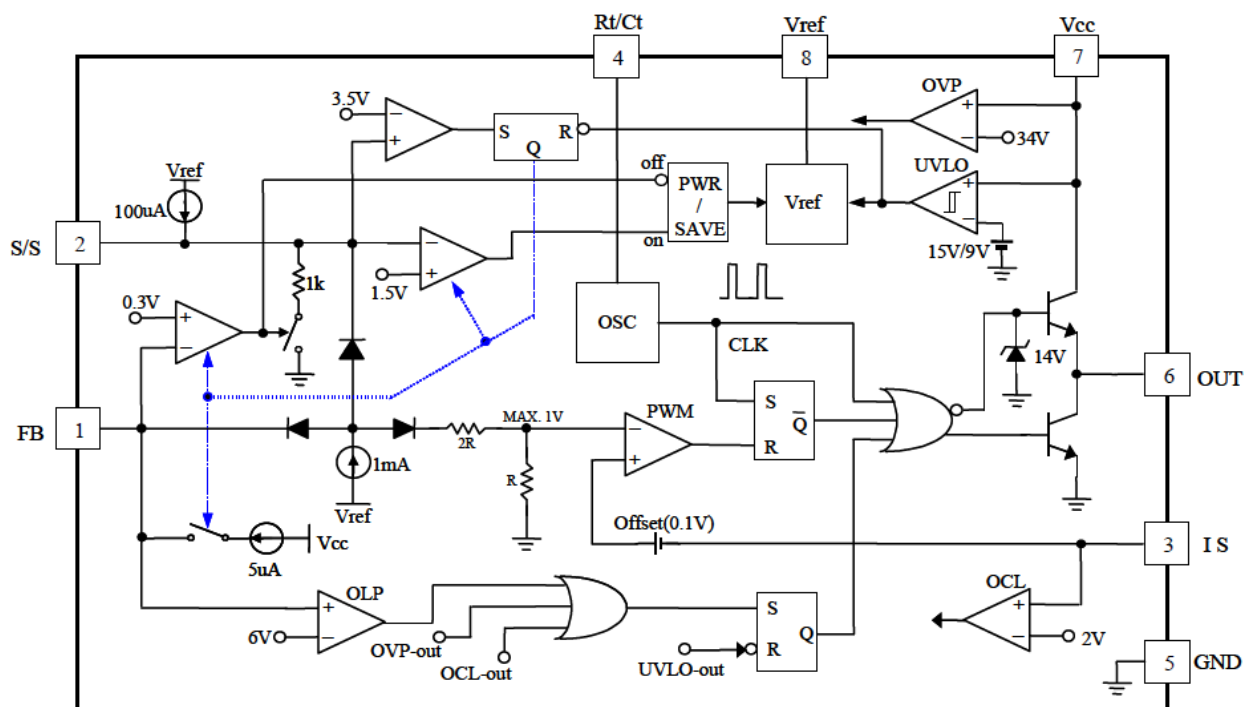 Rt/Ct Vref Vcc
4 8 7
OVP
3.5V − + S R
Q
+ −
34V
off
PWR
/
SAVE
on
Vref
UVLO
+ −
15V/9V
Vref
100uA
S/S 2
1k
− +
1.5V
0.3V
+ −
OSC
CLK
14V
6 OUT
FB 1
MAX. 1V
2R
R
PWM
− +
S
Q
R
1mA
Vref
Offset(0.1V)
3 I S
Vcc
5uA
OLP
+ −
6V
OVP-out
OCL-out
S
Q
R
UVLO-out
OCL
+ −
2V
5 GND